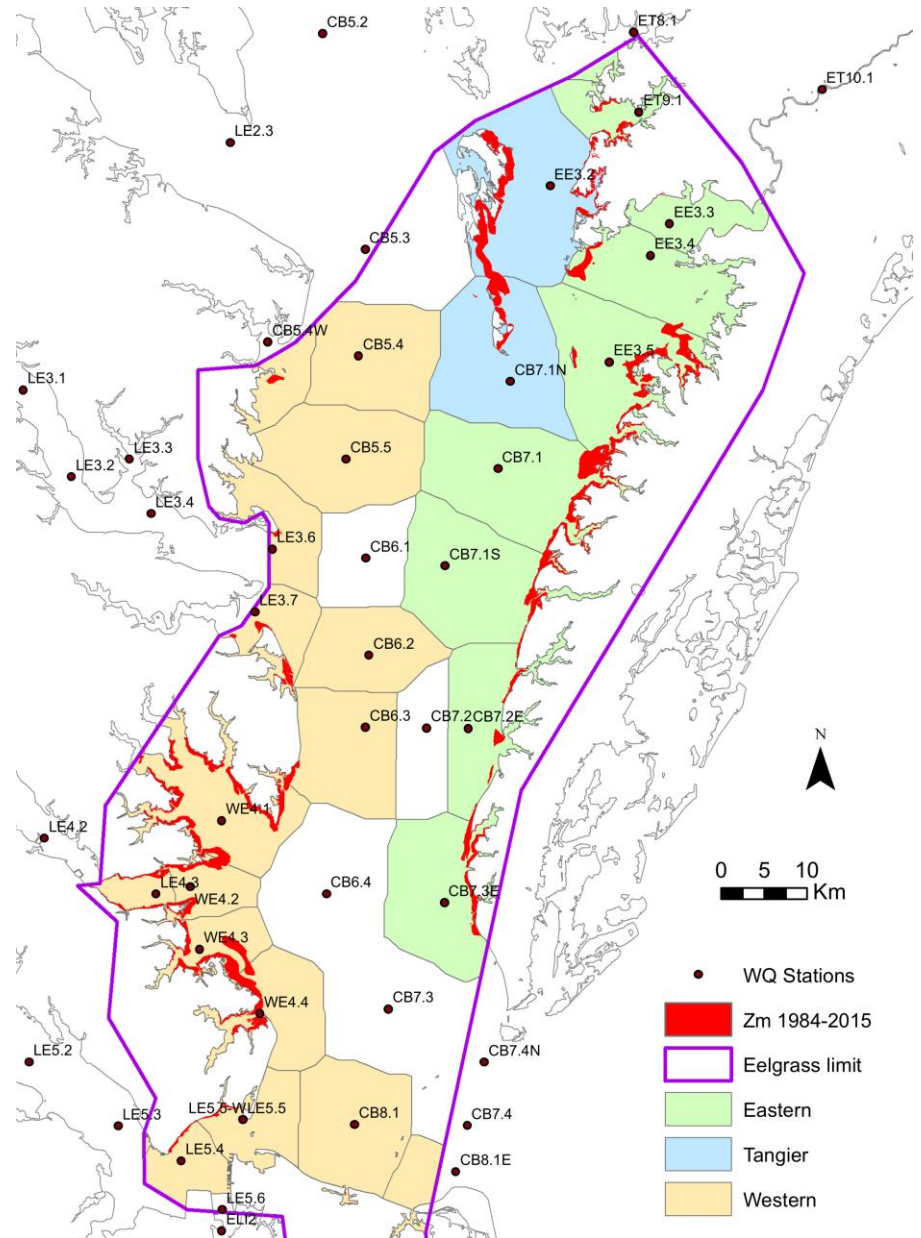 CB5.2
ET8.1
ET10.1
ET9.1
LE2.3
EE3.2
EE3.3
CB5.3
EE3.4
CB5.4W
CB5.4
EE3.5
LE3.1
CB7.1N
LE3.3
CB5.5
CB7.1
LE3.2
LE3.4
LE3.6
CB6.1
CB7.1S
LE3.7
CB6.2
CB6.3
CB7.2
CB7.2E
N
WE4.1
LE4.2
LE4.3
WE4.2
CB6.4
CB7.3E
0 5 10
Km
WE4.3
WE4.4
CB7.3
WQ Stations
Zm 1984-2015
Eelgrass limit
Eastern
Tangier
Western
LE5.2
CB7.4N
LE5.3
LE5.5-W
LE5.5
CB8.1
CB7.4
LE5.4
CB8.1E
LE5.6
ELI2